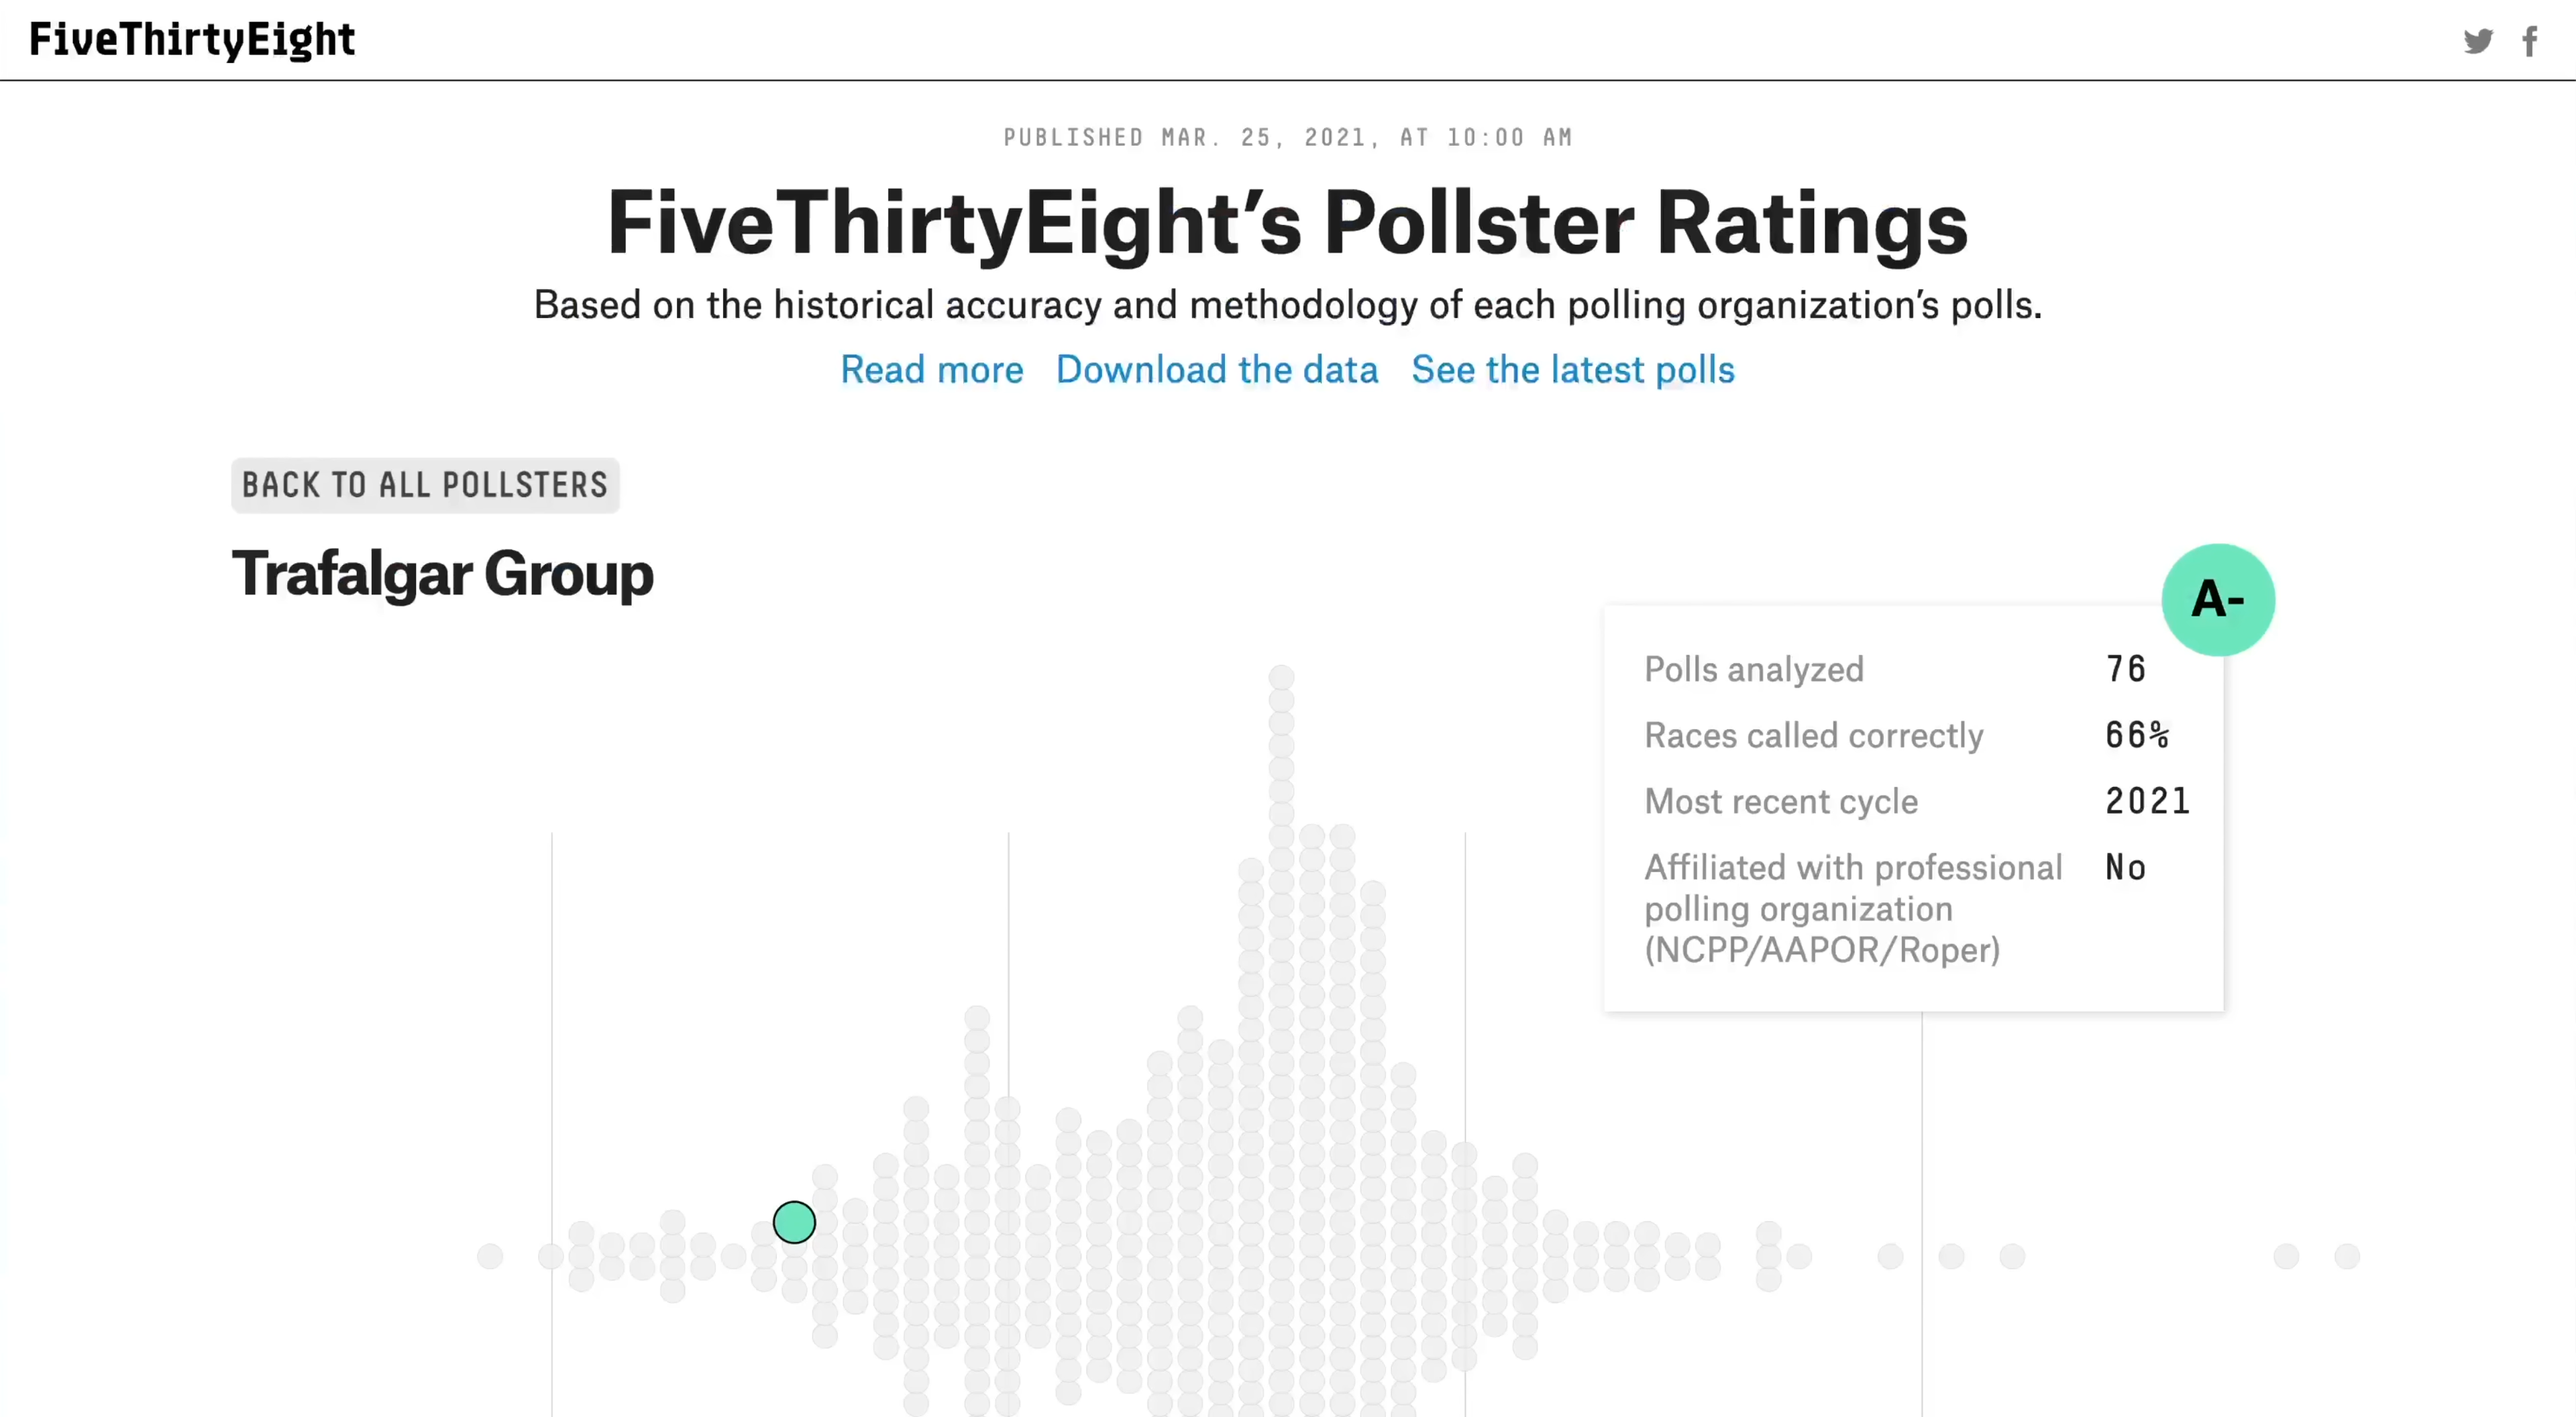 FiveThirtyEight
PUBLISHED MAR. 25, 2021, AT 10:00 AM
FiveThirtyEight’s Pollster Ratings
Based on the historical accuracy and methodology of each polling organization’s polls.
Read more Download the data See the latest polls
BACK TO ALL POLLSTERS
Trafalgar Group
A-
Polls analyzed 76
Races called correctly 66%
Most recent cycle 2021
Affiliated with professional No
polling organization
(NCPP/AAPOR/Roper)